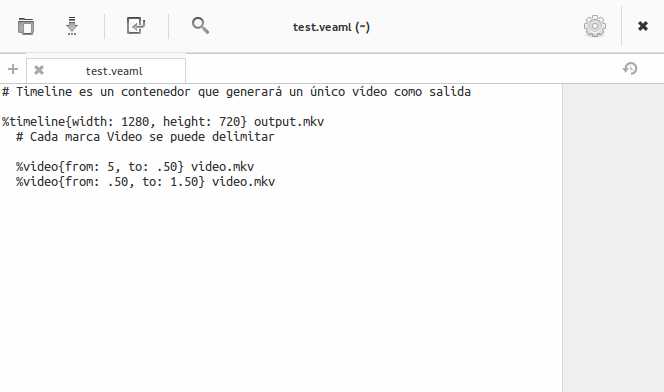 test.veaml (~)
test.veaml
# Timeline es un contenedor que generará un único vídeo como salida
%timeline{width: 1280, height: 720} output.mkv
# Cada marca Video se puede delimitar
%video{from: 5, to: .50} video.mkv
%video{from: .50, to: 1.50} video.mkv